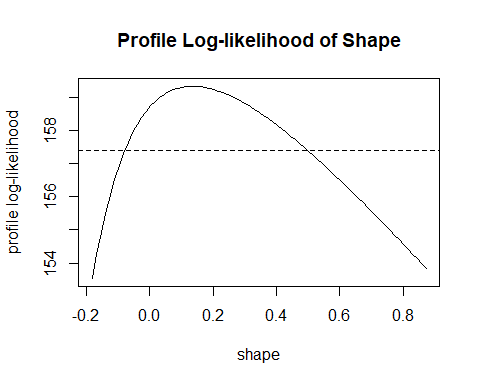 Profile Log-likelihood of Shape
profile log-likelihood
158
156
154
-0.2 0.0 0.2 0.4 0.6 0.8
shape